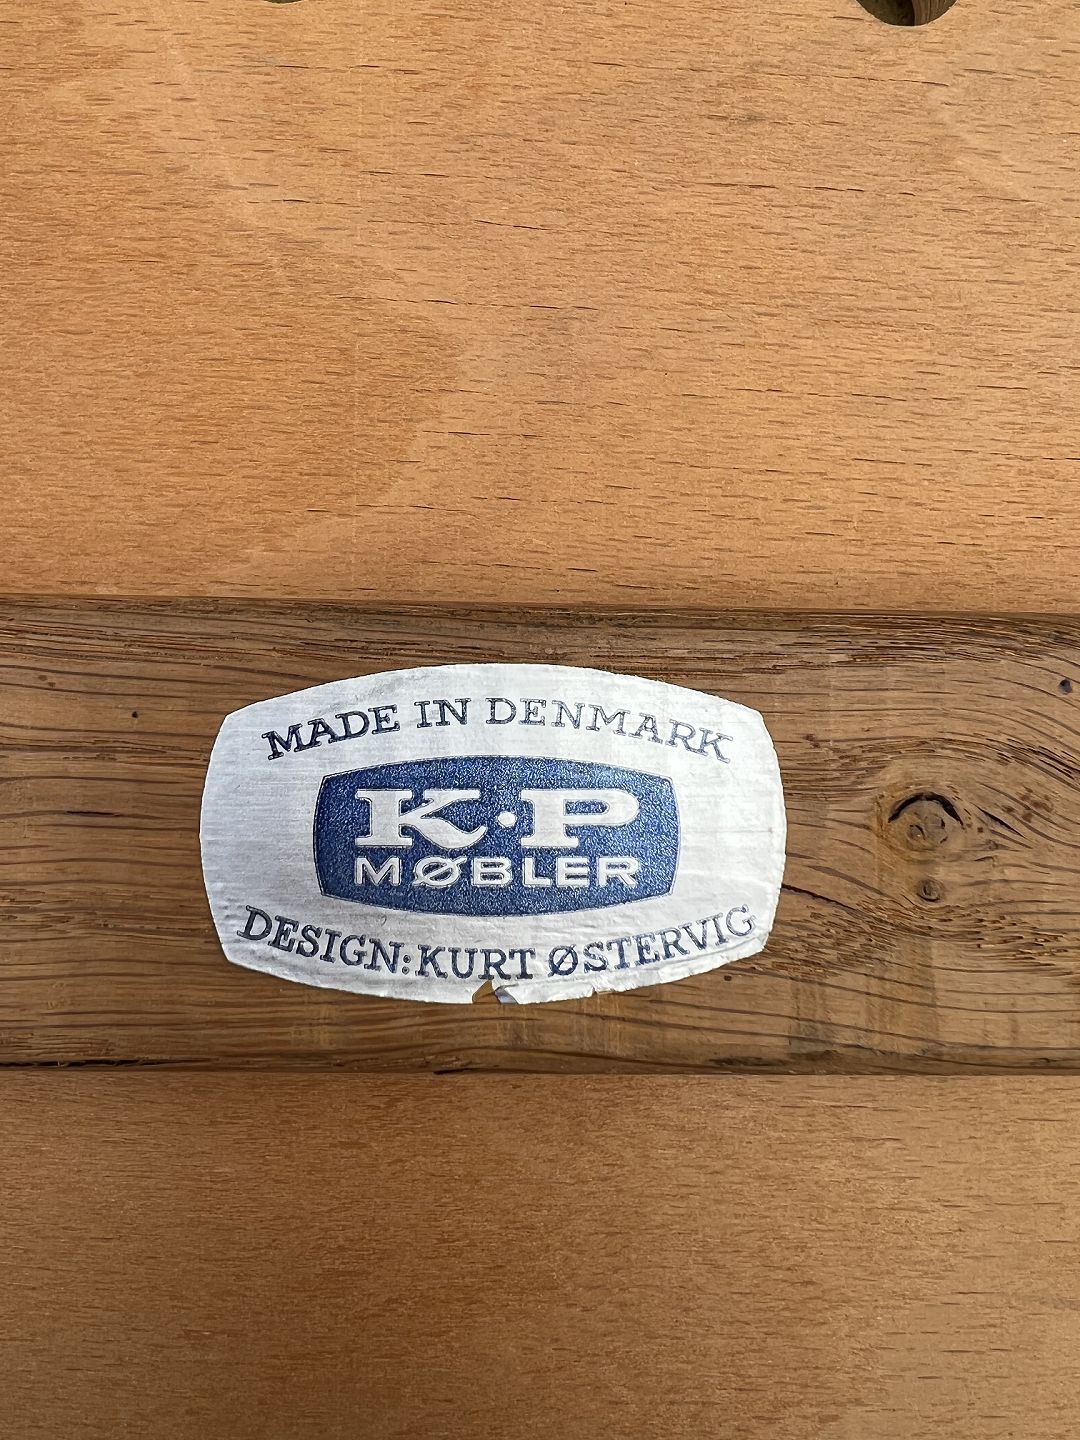 MADE IN DENMARK
K·P
MØBLER
DESIGN: KURT ØSTERVIG